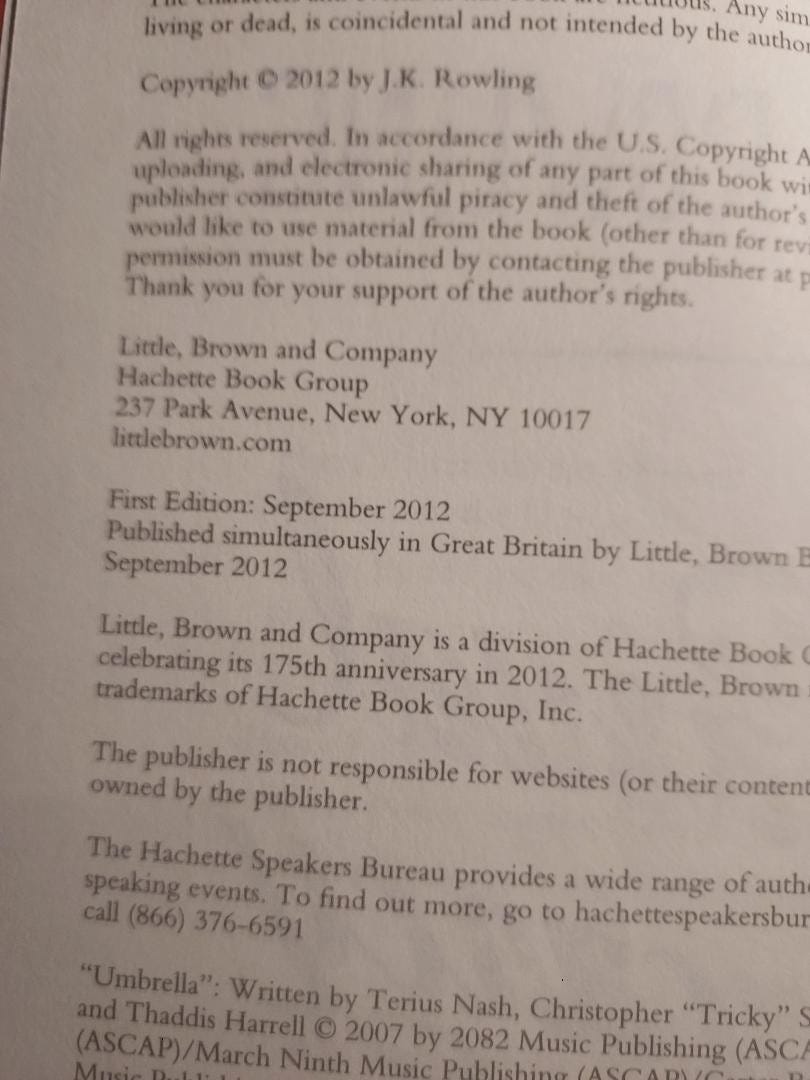 living or dead, is coincidental and not intended by the author
Copyright © 2012 by J.K. Rowling
All rights reserved. In accordance with the U.S. Copyright A
uploading, and electronic sharing of any part of this book wi
publisher constitute unlawful piracy and theft of the author's
would like to use material from the book (other than for rev
permission must be obtained by contacting the publisher at p
Thank you for your support of the author's rights.
Little, Brown and Company
Hachette Book Group
237 Park Avenue, New York, NY 10017
littlebrown.com
First Edition: September 2012
Published simultaneously in Great Britain by Little, Brown B
September 2012
Little, Brown and Company is a division of Hachette Book G
celebrating its 175th anniversary in 2012. The Little, Brown
trademarks of Hachette Book Group, Inc.
The publisher is not responsible for websites (or their content
owned by the publisher.
The Hachette Speakers Bureau provides a wide range of auth
speaking events. To find out more, go to hachettespeakersbur
call (866) 376-6591
“Umbrella”: Written by Terius Nash, Christopher “Tricky” S
and Thaddis Harrell © 2007 by 2082 Music Publishing (ASCA
(ASCAP)/March Ninth Music Publishing (ASCAP)/Carter B